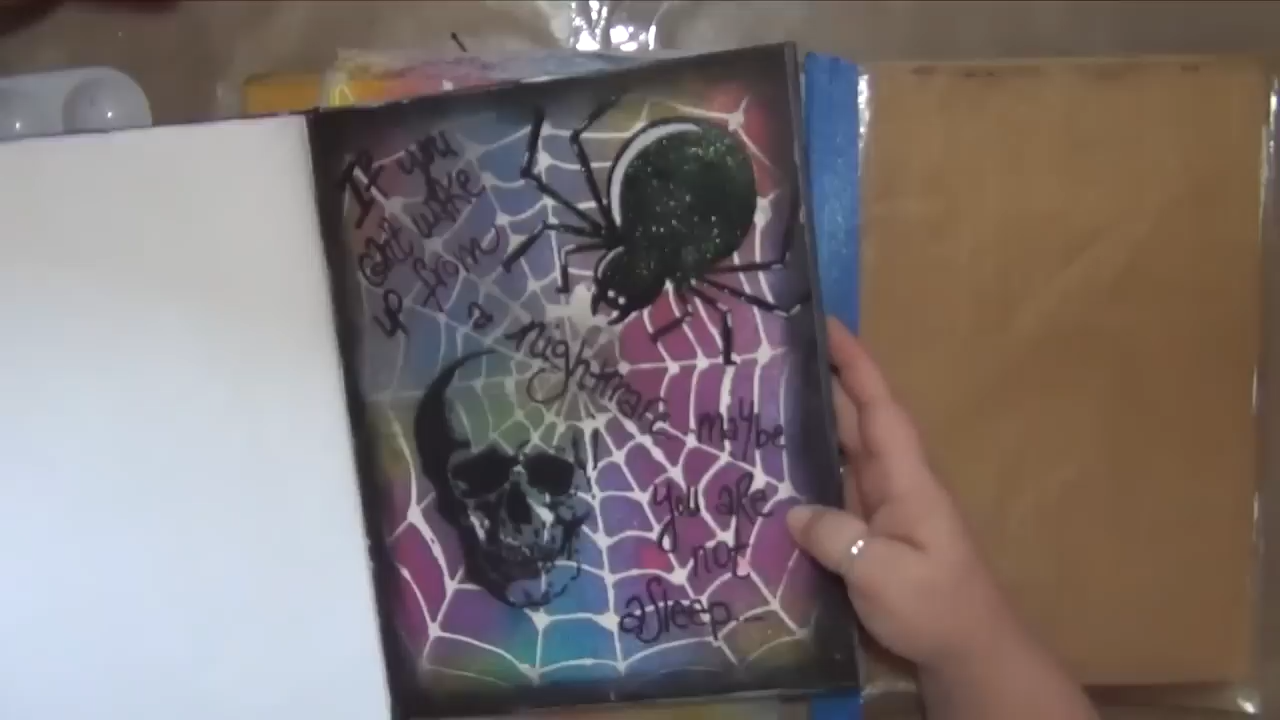 If you
can't wake
up from
a nightmare maybe
you are
not
asleep...